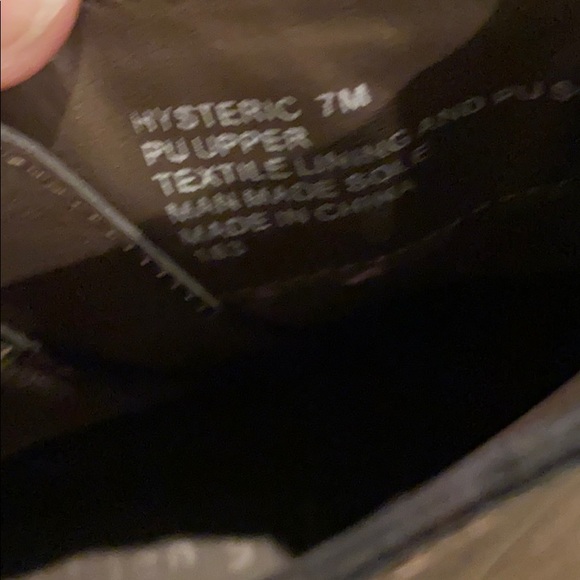 HYSTERIC 7M
PU UPPER
TEXTILE LINING AND PU
MAN MADE SOLE
MADE IN CHINA